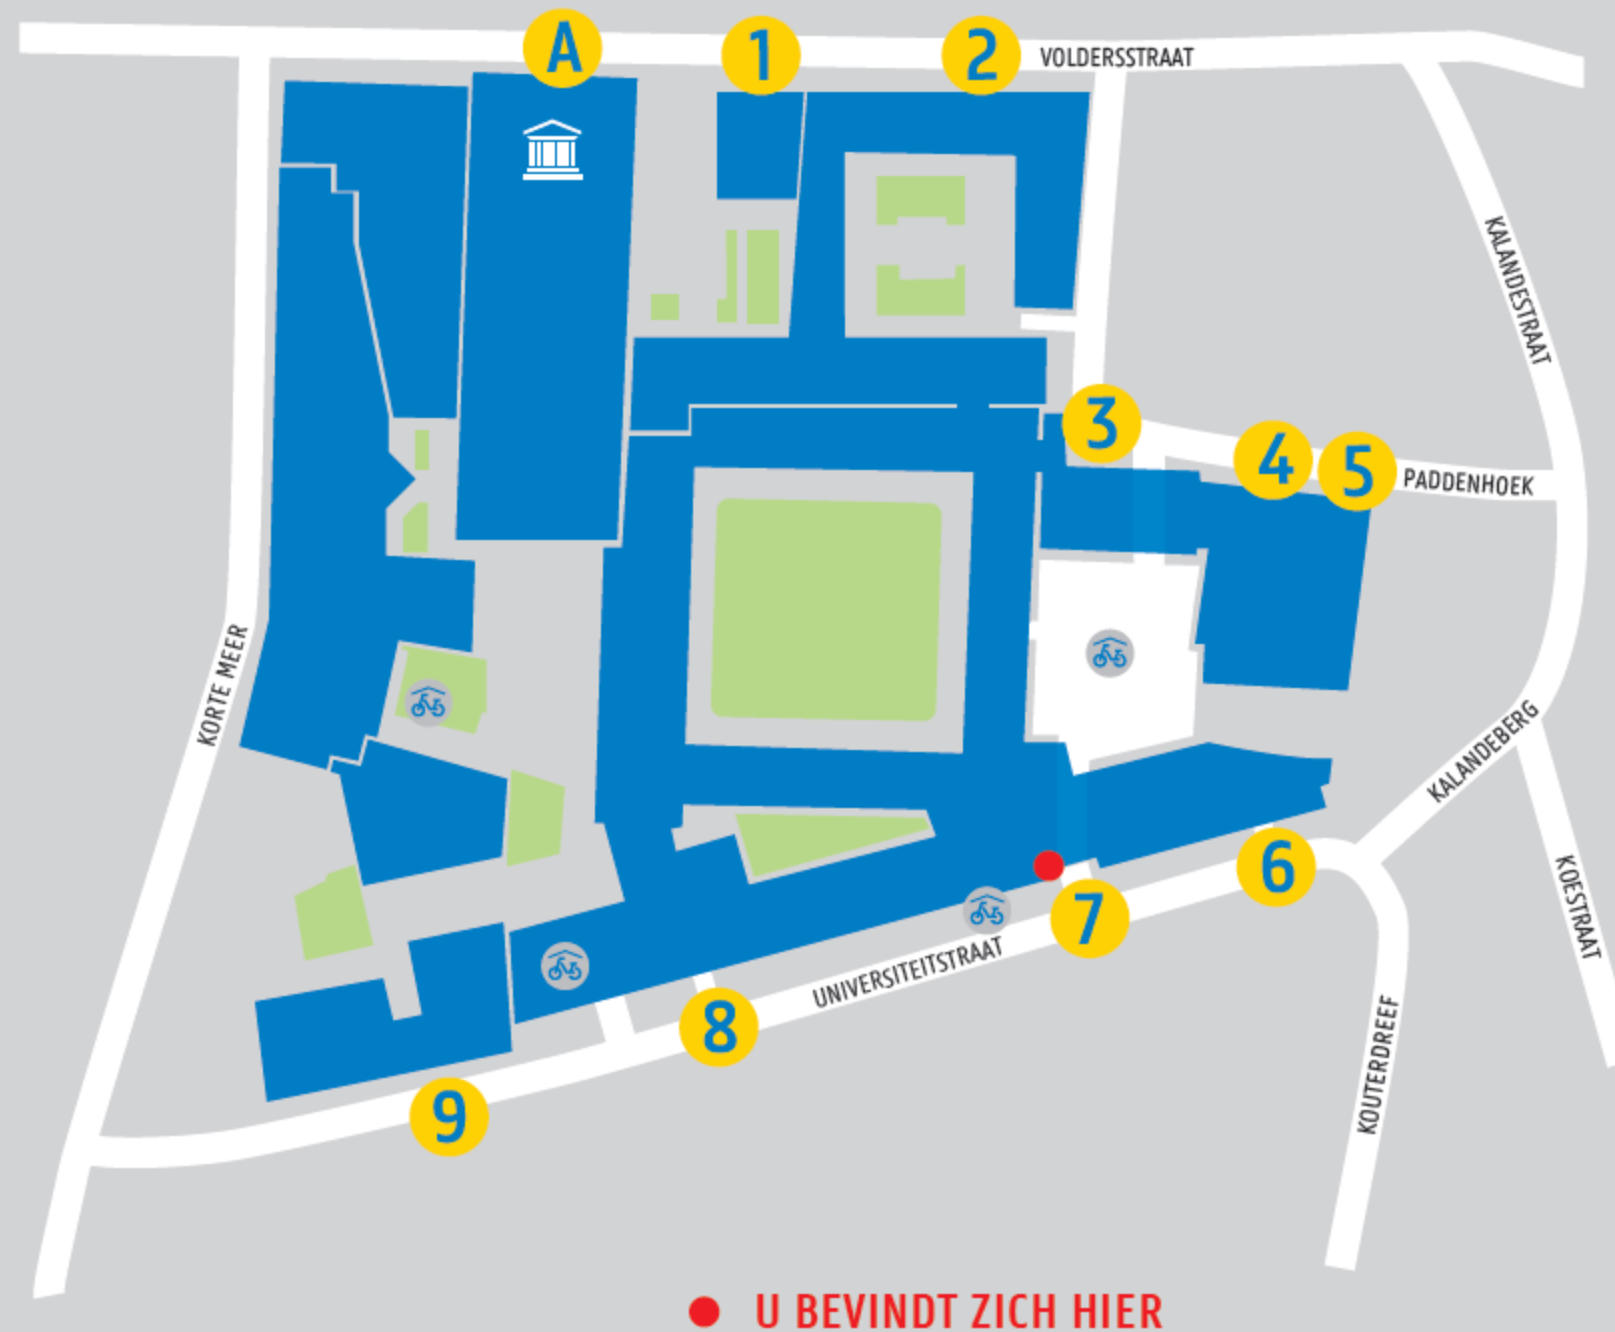 A
1
2
VOLDERSSTRAAT
KALANDESTRAAT
3
4
5
PADDENHOEK
KORTE MEER
KALANDEBERG
6
7
KOESTRAAT
UNIVERSITEITSTRAAT
8
KOUTERDREEF
9
U BEVINDT ZICH HIER